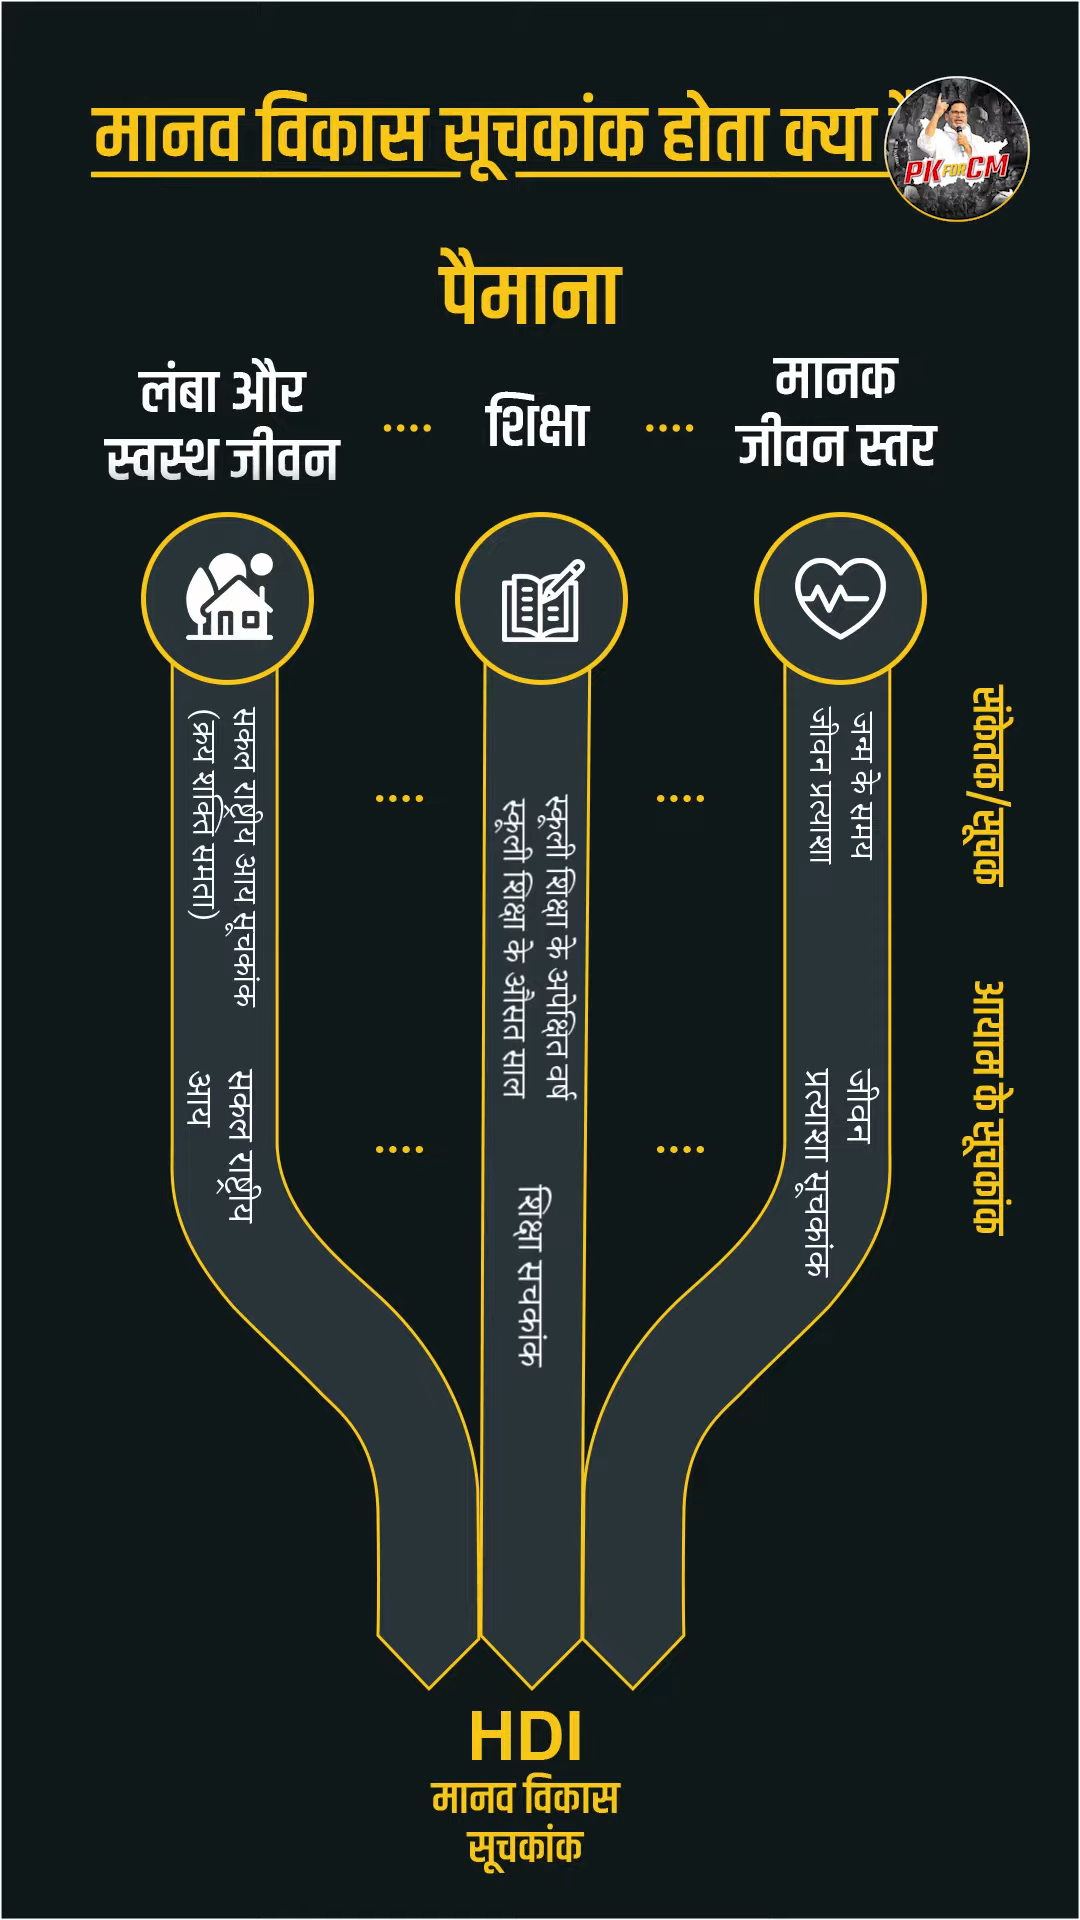 मानव विकास सूचकांक होता क्या
PK FOR CM
पैमाना
लंबा और
स्वस्थ जीवन
शिक्षा
मानक
जीवन स्तर
सकल राष्ट्रीय आय सूचकांक
(क्रय शक्ति समता)
स्कूली शिक्षा के अपेक्षित वर्ष
स्कूली शिक्षा के औसत साल
जन्म के समय
जीवन प्रत्याशा
संकेतक/सूचक
सकल राष्ट्रीय
आय
शिक्षा सचकांक
जीवन
प्रत्याशा सूचकांक
आयाम के सूचकांक
HDI
मानव विकास
सूचकांक